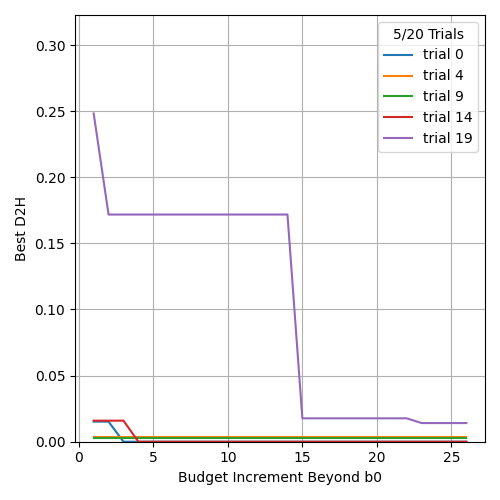 5/20 Trials
trial 0
trial 4
trial 9
trial 14
trial 19
0.30
0.25
0.20
0.15
0.10
0.05
0.00
Best D2H
0 5 10 15 20 25
Budget Increment Beyond b0